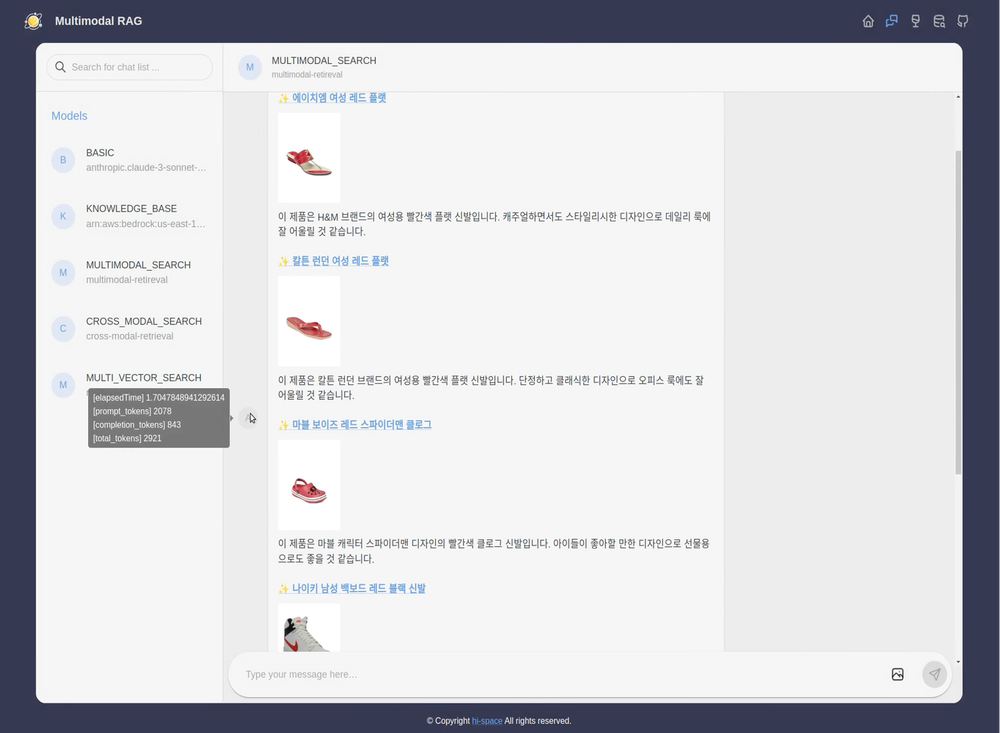 Multimodal RAG
Search for chat list ...
Models
B
BASIC
anthropic.claude-3-sonnet-...
K
KNOWLEDGE_BASE
arn:aws:bedrock:us-east-1...
M
MULTIMODAL_SEARCH
multimodal-retireval
C
CROSS_MODAL_SEARCH
cross-modal-retrieval
M
MULTI_VECTOR_SEARCH
[elapsedTime] 1.7047848941292614
[prompt_tokens] 2078
[completion_tokens] 843
[total_tokens] 2921
M
MULTIMODAL_SEARCH
multimodal-retireval
✨ 에이치엠 여성 레드 플랫
이 제품은 H&M 브랜드의 여성용 빨간색 플랫 신발입니다. 캐주얼하면서도 스타일리시한 디자인으로 데일리 룩에
잘 어울릴 것 같습니다.
✨ 칼튼 런던 여성 레드 플랫
이 제품은 칼튼 런던 브랜드의 여성용 빨간색 플랫 신발입니다. 단정하고 클래식한 디자인으로 오피스 룩에도 잘
어울릴 것 같습니다.
✨ 마블 보이즈 레드 스파이더맨 클로그
이 제품은 마블 캐릭터 스파이더맨 디자인의 빨간색 클로그 신발입니다. 아이들이 좋아할 만한 디자인으로 선물용
으로도 좋을 것 같습니다.
✨ 나이키 남성 백보드 레드 블랙 신발
Type your message here...
© Copyright hi-space All rights reserved.